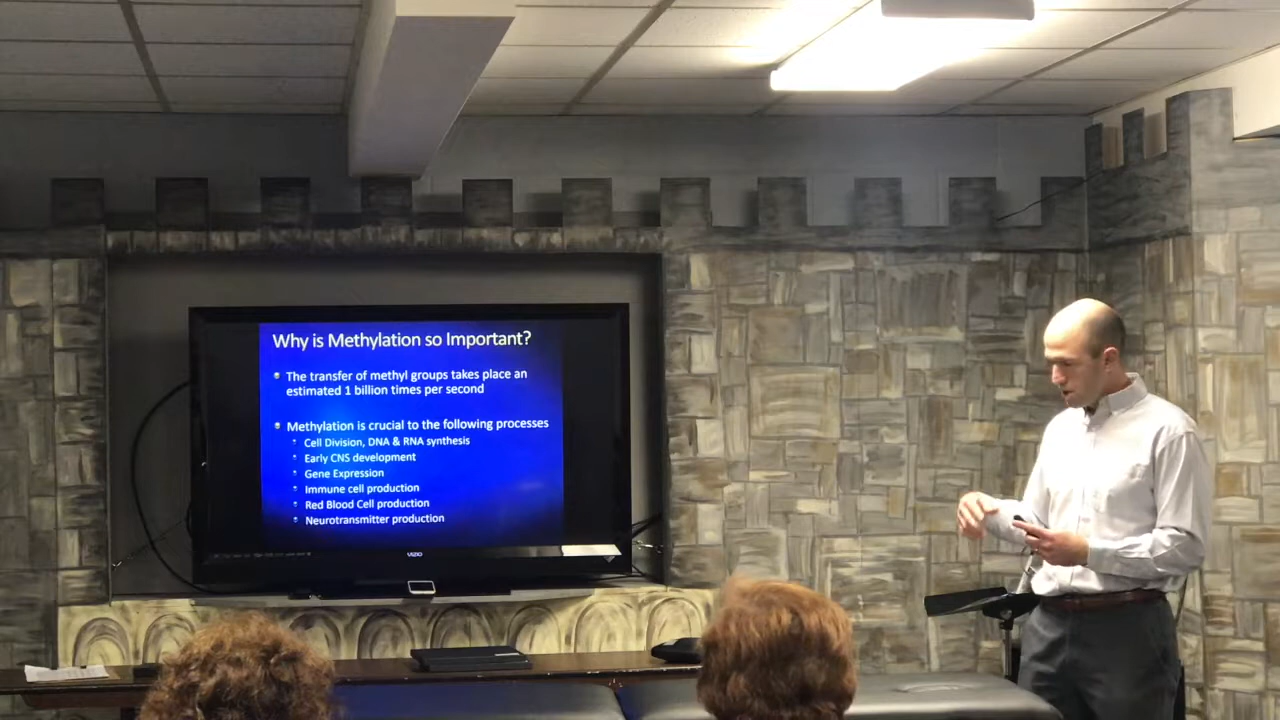 Why is Methylation so Important?
The transfer of methyl groups takes place an
estimated 1 billion times per second
Methylation is crucial to the following processes
Cell Division, DNA & RNA synthesis
Early CNS development
Gene Expression
Immune cell production
Red Blood Cell production
Neurotransmitter production
VIZIO